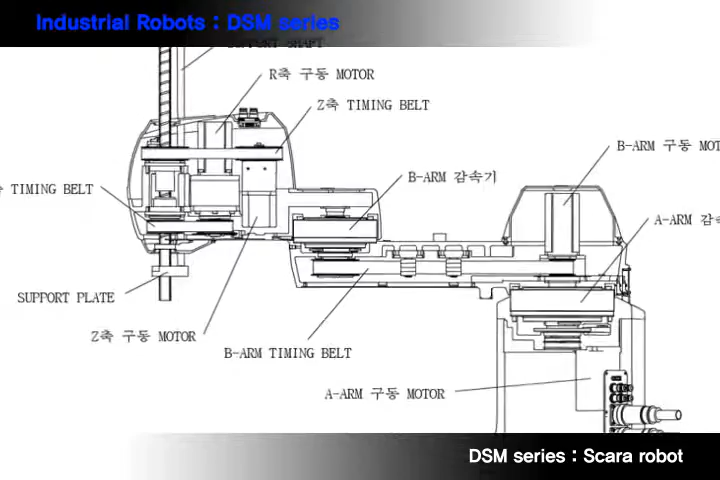 Industrial Robots : DSM series
SUPPORT SHAFT
R축 구동 MOTOR
Z축 TIMING BELT
B-ARM 구동 MOT
B-ARM 감속기
TIMING BELT
A-ARM
SUPPORT PLATE
Z축 구동 MOTOR
B-ARM TIMING BELT
A-ARM 구동 MOTOR
DSM series : Scara robot